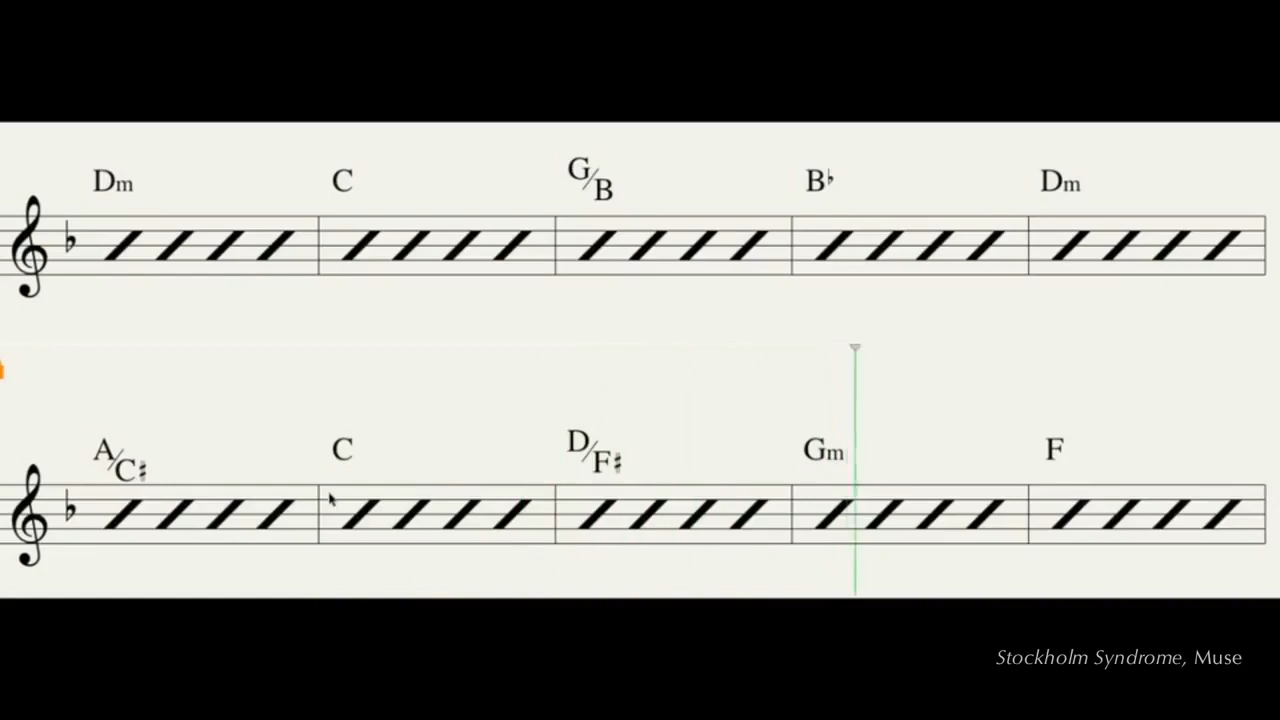 Dm C G/B B♭ Dm
A/C♯ C D/F♯ Gm F
Stockholm Syndrome, Muse